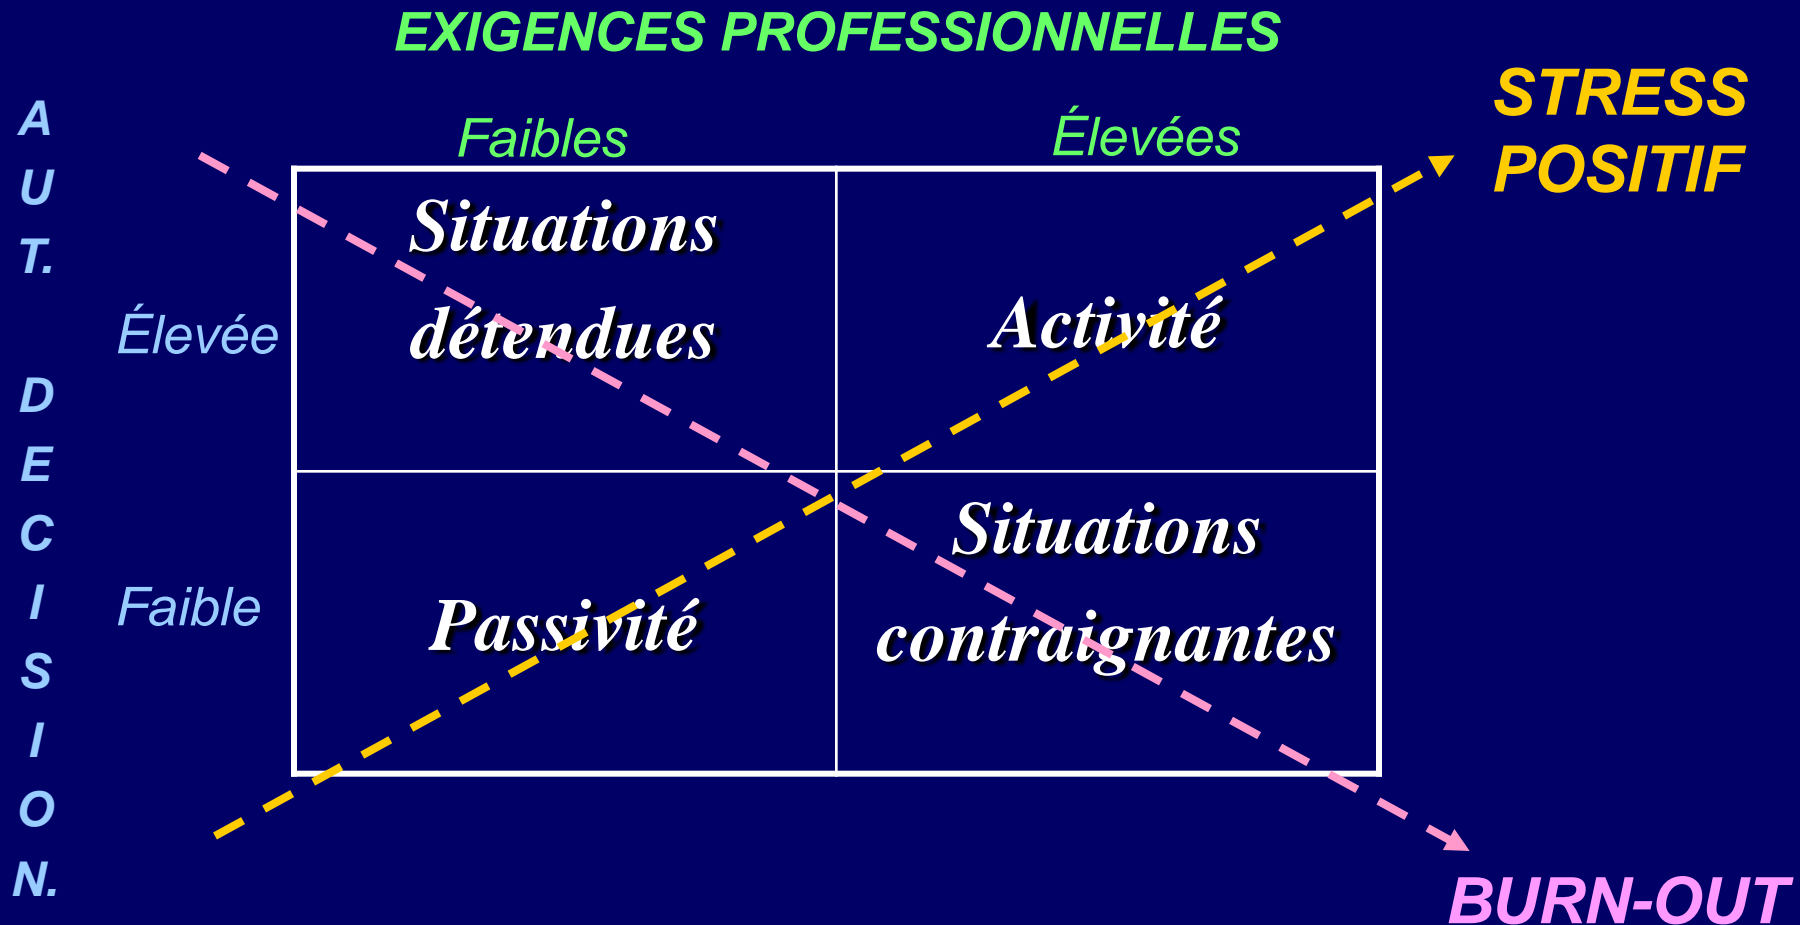 EXIGENCES PROFESSIONNELLES
STRESS
POSITIF
Faibles
Élevées
A
U
T.
D
E
C
I
S
I
O
N.
Élevée
Situations
détendues
Activité
Faible
Passivité
Situations
contraignantes
BURN-OUT